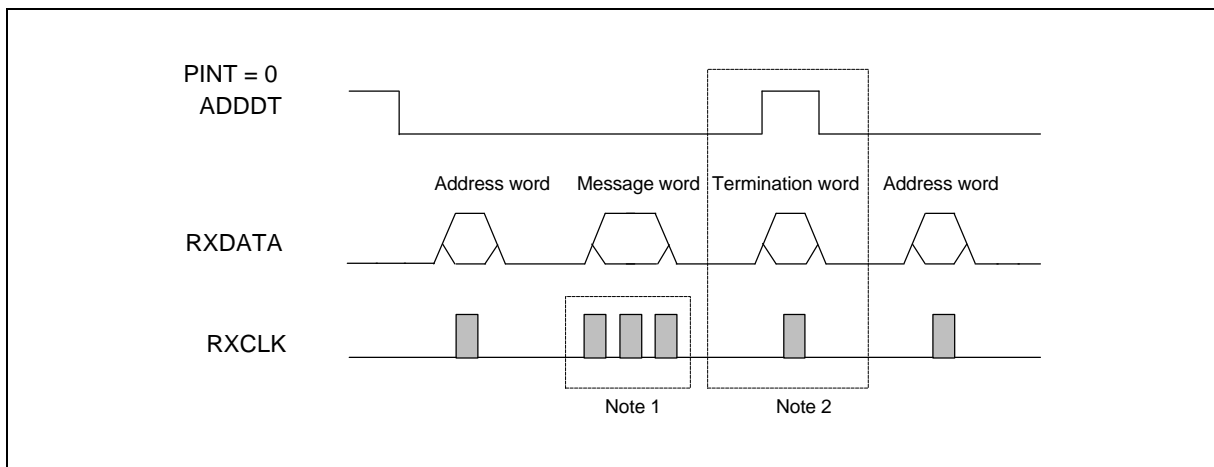 PINT = 0
ADDDT
Address word
Message word
Termination word
Address word
RXDATA
RXCLK
Note 1
Note 2